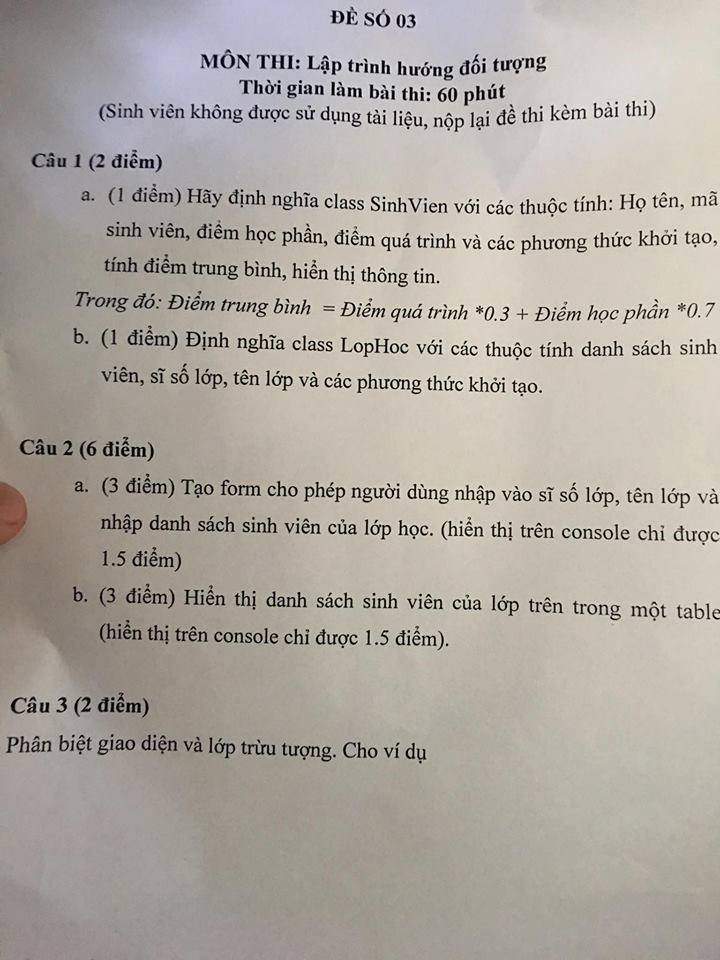 ĐỀ SỐ 03
MÔN THI: Lập trình hướng đối tượng
Thời gian làm bài thi: 60 phút
(Sinh viên không được sử dụng tài liệu, nộp lại đề thi kèm bài thi)
Câu 1 (2 điểm)
a. (1 điểm) Hãy định nghĩa class SinhVien với các thuộc tính: Họ tên, mã
sinh viên, điểm học phần, điểm quá trình và các phương thức khởi tạo,
tính điểm trung bình, hiển thị thông tin.
Trong đó: Điểm trung bình = Điểm quá trình *0.3 + Điểm học phần *0.7
b. (1 điểm) Định nghĩa class LopHoc với các thuộc tính danh sách sinh
viên, sĩ số lớp, tên lớp và các phương thức khởi tạo.
Câu 2 (6 điểm)
a. (3 điểm) Tạo form cho phép người dùng nhập vào sĩ số lớp, tên lớp và
nhập danh sách sinh viên của lớp học. (hiển thị trên console chỉ được
1.5 điểm)
b. (3 điểm) Hiển thị danh sách sinh viên của lớp trên trong một table
(hiển thị trên console chỉ được 1.5 điểm).
Câu 3 (2 điểm)
Phân biệt giao diện và lớp trừu tượng. Cho ví dụ